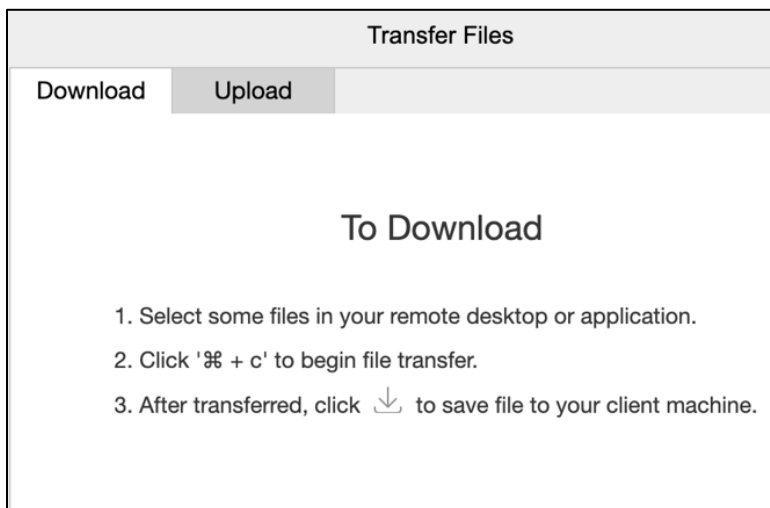 Transfer Files
Download
Upload
To Download
1. Select some files in your remote desktop or application.
2. Click '⌘ + c' to begin file transfer.
3. After transferred, click to save file to your client machine.